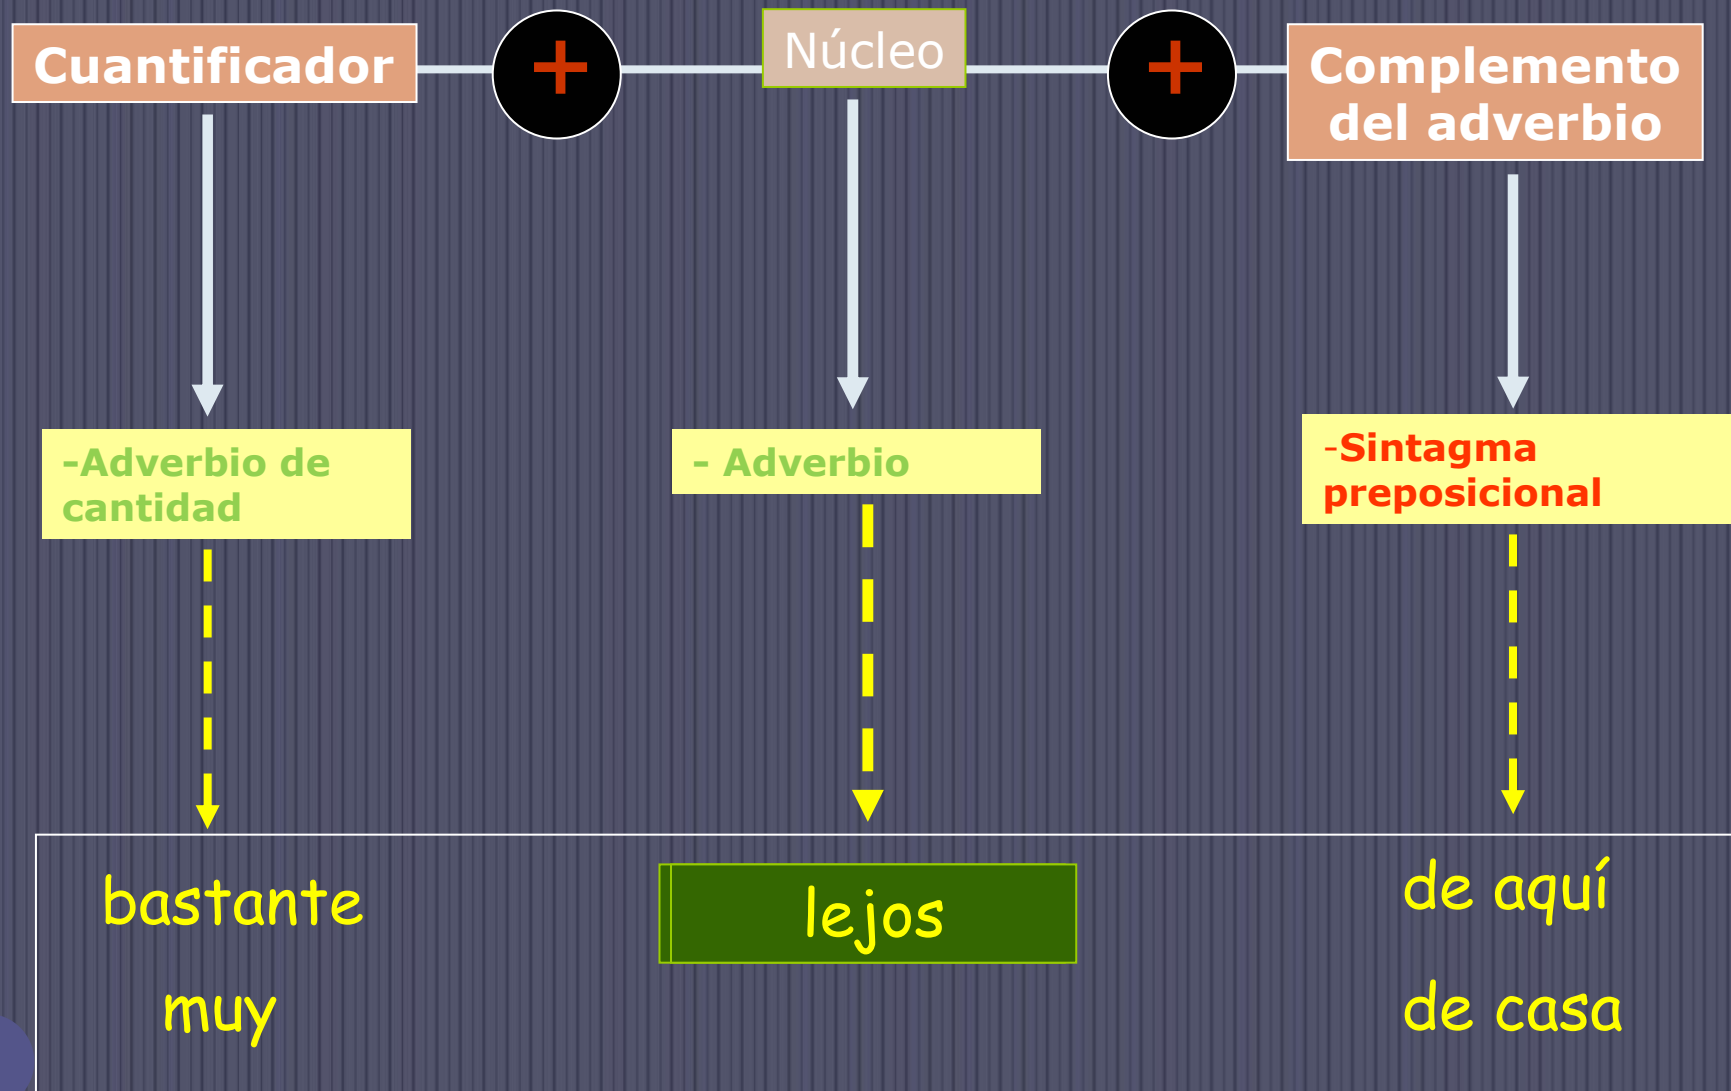 Cuantificador
+
Núcleo
+
Complemento
del adverbio
-Adverbio de
cantidad
- Adverbio
-Sintagma
preposicional
bastante
lejos
de aquí
muy
de casa